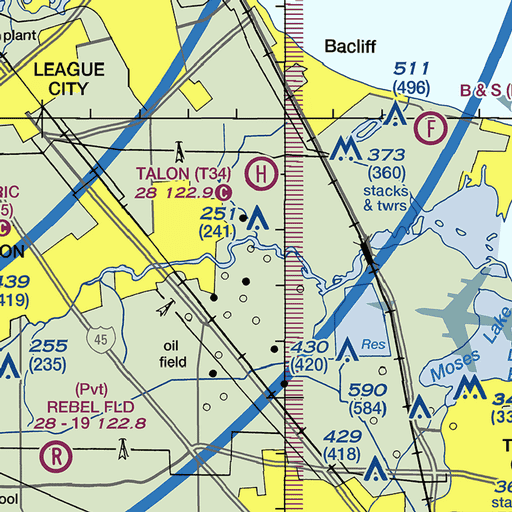 plant
LEAGUE
CITY
Bacliff
511
(496)
B & S
F
373
(360)
stacks
& twrs
H
TALON (T34)
28 122.9 C
251
(241)
RIC
5)
C
ON
439
(419)
45
oil
field
255
(235)
430
(420)
Res
Moses Lake
590
(584)
(Pvt)
REBEL FLD
28 - 19 122.8
R
429
(418)
34
(33
T
36
sta
ool